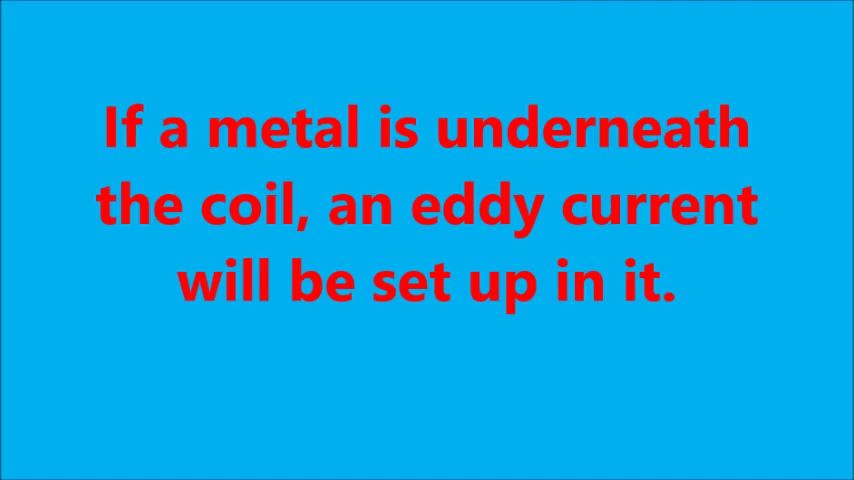 If a metal is underneath
the coil, an eddy current
will be set up in it.